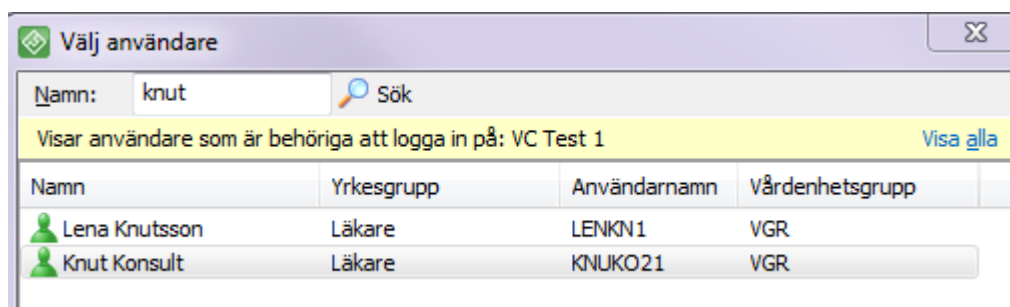 Välj användare
Namn: knut Sök
Visar användare som är behöriga att logga in på: VC Test 1 Visa alla
Namn Yrkesgrupp Användarnamn Vårdenhetsgrupp
Lena Knutsson Läkare LENKN1 VGR
Knut Konsult Läkare KNUKO21 VGR